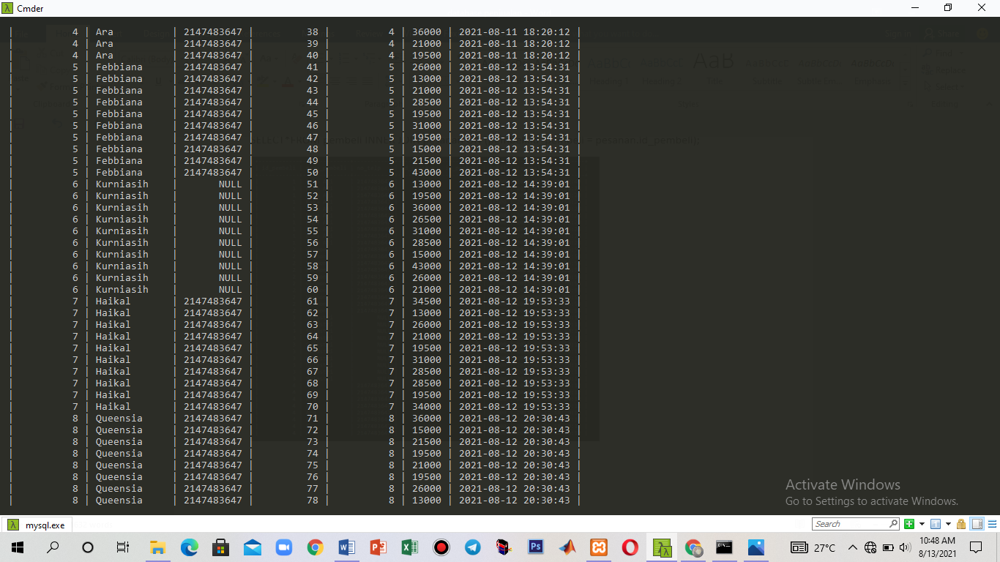 Cmder
| 4 | Ara | 2147483647 | 38 | 4 | 36000 | 2021-08-11 18:20:12 |
| 4 | Ara | 2147483647 | 39 | 4 | 21000 | 2021-08-11 18:20:12 |
| 4 | Ara | 2147483647 | 40 | 4 | 19500 | 2021-08-11 18:20:12 |
| 5 | Febbiana | 2147483647 | 41 | 5 | 26000 | 2021-08-12 13:54:31 |
| 5 | Febbiana | 2147483647 | 42 | 5 | 13000 | 2021-08-12 13:54:31 |
| 5 | Febbiana | 2147483647 | 43 | 5 | 21000 | 2021-08-12 13:54:31 |
| 5 | Febbiana | 2147483647 | 44 | 5 | 28500 | 2021-08-12 13:54:31 |
| 5 | Febbiana | 2147483647 | 45 | 5 | 19500 | 2021-08-12 13:54:31 |
| 5 | Febbiana | 2147483647 | 46 | 5 | 31000 | 2021-08-12 13:54:31 |
| 5 | Febbiana | 2147483647 | 47 | 5 | 19500 | 2021-08-12 13:54:31 |
| 5 | Febbiana | 2147483647 | 48 | 5 | 15000 | 2021-08-12 13:54:31 |
| 5 | Febbiana | 2147483647 | 49 | 5 | 21500 | 2021-08-12 13:54:31 |
| 5 | Febbiana | 2147483647 | 50 | 5 | 43000 | 2021-08-12 13:54:31 |
| 6 | Kurniasih | NULL | 51 | 6 | 13000 | 2021-08-12 14:39:01 |
| 6 | Kurniasih | NULL | 52 | 6 | 19500 | 2021-08-12 14:39:01 |
| 6 | Kurniasih | NULL | 53 | 6 | 36000 | 2021-08-12 14:39:01 |
| 6 | Kurniasih | NULL | 54 | 6 | 26500 | 2021-08-12 14:39:01 |
| 6 | Kurniasih | NULL | 55 | 6 | 31000 | 2021-08-12 14:39:01 |
| 6 | Kurniasih | NULL | 56 | 6 | 28500 | 2021-08-12 14:39:01 |
| 6 | Kurniasih | NULL | 57 | 6 | 15000 | 2021-08-12 14:39:01 |
| 6 | Kurniasih | NULL | 58 | 6 | 43000 | 2021-08-12 14:39:01 |
| 6 | Kurniasih | NULL | 59 | 6 | 26000 | 2021-08-12 14:39:01 |
| 6 | Kurniasih | NULL | 60 | 6 | 21000 | 2021-08-12 14:39:01 |
| 7 | Haikal | 2147483647 | 61 | 7 | 34500 | 2021-08-12 19:53:33 |
| 7 | Haikal | 2147483647 | 62 | 7 | 13000 | 2021-08-12 19:53:33 |
| 7 | Haikal | 2147483647 | 63 | 7 | 26000 | 2021-08-12 19:53:33 |
| 7 | Haikal | 2147483647 | 64 | 7 | 21000 | 2021-08-12 19:53:33 |
| 7 | Haikal | 2147483647 | 65 | 7 | 19500 | 2021-08-12 19:53:33 |
| 7 | Haikal | 2147483647 | 66 | 7 | 31000 | 2021-08-12 19:53:33 |
| 7 | Haikal | 2147483647 | 67 | 7 | 28500 | 2021-08-12 19:53:33 |
| 7 | Haikal | 2147483647 | 68 | 7 | 28500 | 2021-08-12 19:53:33 |
| 7 | Haikal | 2147483647 | 69 | 7 | 19500 | 2021-08-12 19:53:33 |
| 7 | Haikal | 2147483647 | 70 | 7 | 34000 | 2021-08-12 19:53:33 |
| 8 | Queensia | 2147483647 | 71 | 8 | 36000 | 2021-08-12 20:30:43 |
| 8 | Queensia | 2147483647 | 72 | 8 | 15000 | 2021-08-12 20:30:43 |
| 8 | Queensia | 2147483647 | 73 | 8 | 21500 | 2021-08-12 20:30:43 |
| 8 | Queensia | 2147483647 | 74 | 8 | 19500 | 2021-08-12 20:30:43 |
| 8 | Queensia | 2147483647 | 75 | 8 | 21000 | 2021-08-12 20:30:43 |
| 8 | Queensia | 2147483647 | 76 | 8 | 19500 | 2021-08-12 20:30:43 |
| 8 | Queensia | 2147483647 | 77 | 8 | 26000 | 2021-08-12 20:30:43 |
| 8 | Queensia | 2147483647 | 78 | 8 | 13000 | 2021-08-12 20:30:43 |
Activate Windows
Go to Settings to activate Windows.
mysql.exe
Search
27°C
10:48 AM
8/13/2021